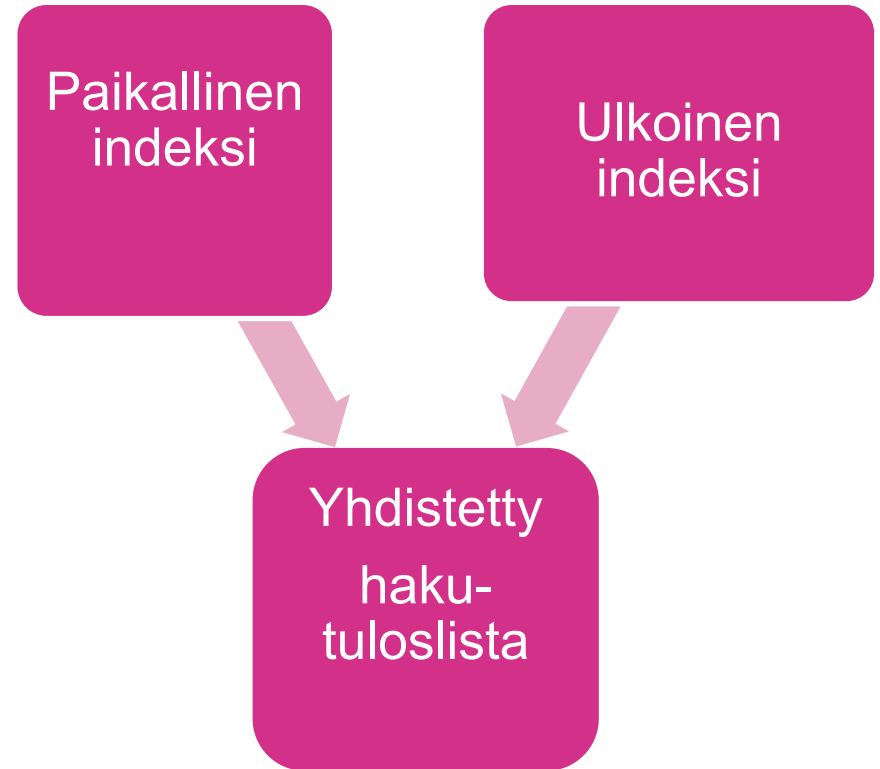 Paikallinen
indeksi
Ulkoinen
indeksi
Yhdistetty
haku-
tuloslista